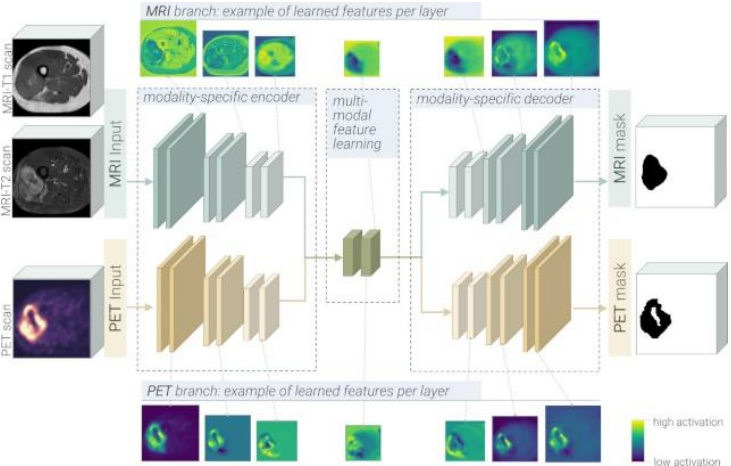 MRI branch: example of learned features per layer
MRI-T1 scan
MRI-T2 scan
PET scan
MRI Input
PET Input
modality-specific encoder
multi-
modal
feature
learning
modality-specific decoder
MRI mask
PET mask
PET branch: example of learned features per layer
high activation
low activation